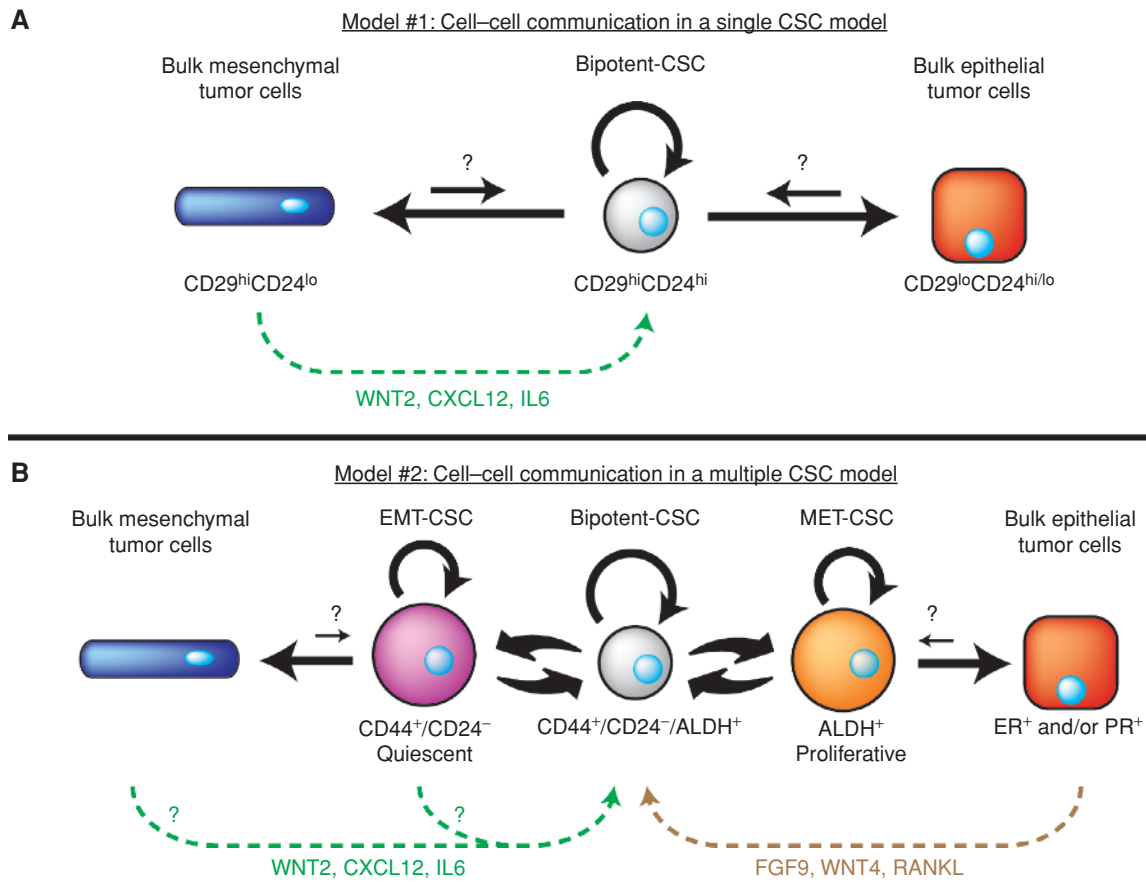 A
Model #1: Cell–cell communication in a single CSC model
Bulk mesenchymal
tumor cells
Bipotent-CSC
Bulk epithelial
tumor cells
?
?
CD29hiCD24lo
CD29hiCD24hi
CD29loCD24hi/lo
WNT2, CXCL12, IL6
B
Model #2: Cell–cell communication in a multiple CSC model
Bulk mesenchymal
tumor cells
EMT-CSC
Bipotent-CSC
MET-CSC
Bulk epithelial
tumor cells
?
?
CD44+/CD24−
Quiescent
CD44+/CD24−/ALDH+
ALDH+
Proliferative
ER+ and/or PR+
?
?
WNT2, CXCL12, IL6
FGF9, WNT4, RANKL